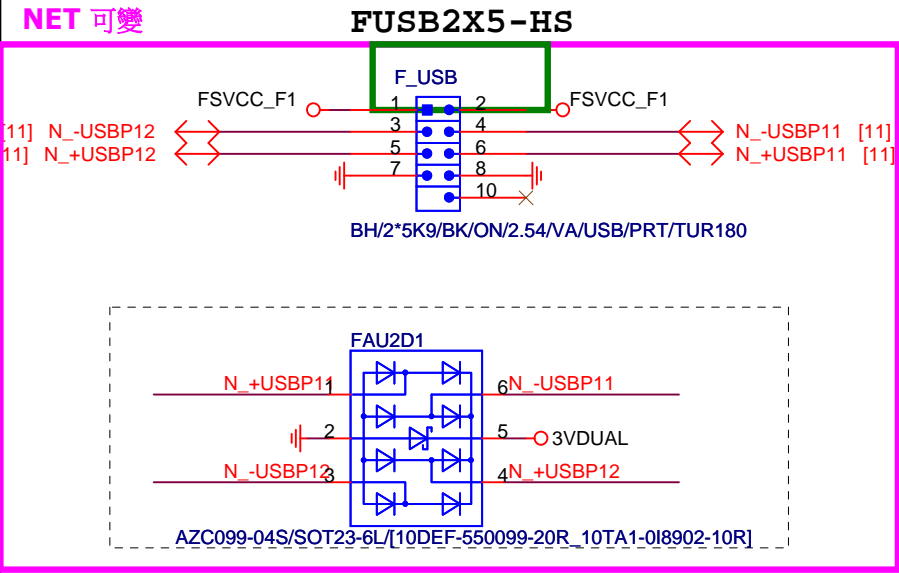 NET 可變
FUSB2X5-HS
F_USB
FSVCC_F1
1
2
FSVCC_F1
[11] N_-USBP12
3
4
N_-USBP11 [11]
11] N_+USBP12
5
6
N_+USBP11 [11]
7
8
10
BH/2*5K9/BK/ON/2.54/VA/USB/PRT/TUR180
FAU2D1
N_+USBP11
1
6
N_-USBP11
2
5
3VDUAL
N_-USBP12
3
4
N_+USBP12
AZC099-04S/SOT23-6L/[10DEF-550099-20R_10TA1-0I8902-10R]